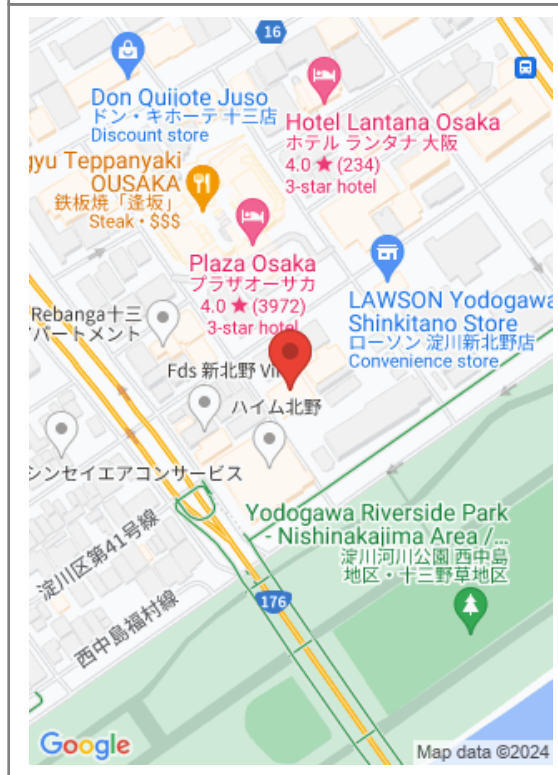 16
Don Quijote Juso
ドン・キホーテ 十三店
Discount store
Hotel Lantana Osaka
ホテル ランタナ 大阪
4.0 ★ (234)
3-star hotel
gyu Teppanyaki
OUSAKA
鉄板焼「逢坂」
Steak • $$$
Plaza Osaka
プラザオーサカ
4.0 ★ (3972)
3-star hotel
LAWSON Yodogawa
Shinkitano Store
ローソン 淀川新北野店
Convenience store
Rebanga十三
アパートメント
Fds 新北野 Vil
ハイム北野
シンセイエアコンサービス
Yodogawa Riverside Park
- Nishinakajima Area /...
淀川河川公園 西中島
地区・十三野草地区
淀川区第41号線
西中島福村線
176
Google
Map data ©2024